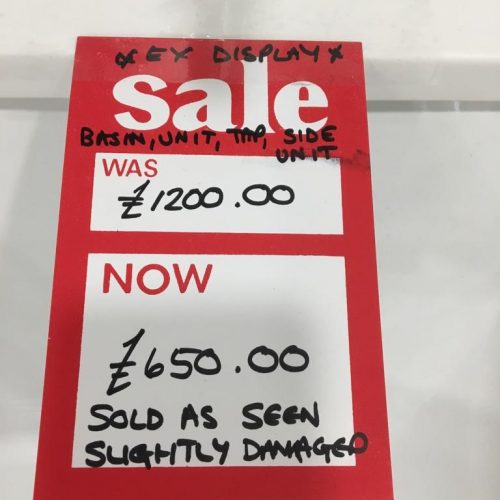 * EX DISPLAY *
sale
BASIN, UNIT, TAP, SIDE
UNIT
WAS
£1200.00
NOW
£650.00
SOLD AS SEEN
SLIGHTLY DAMAGED